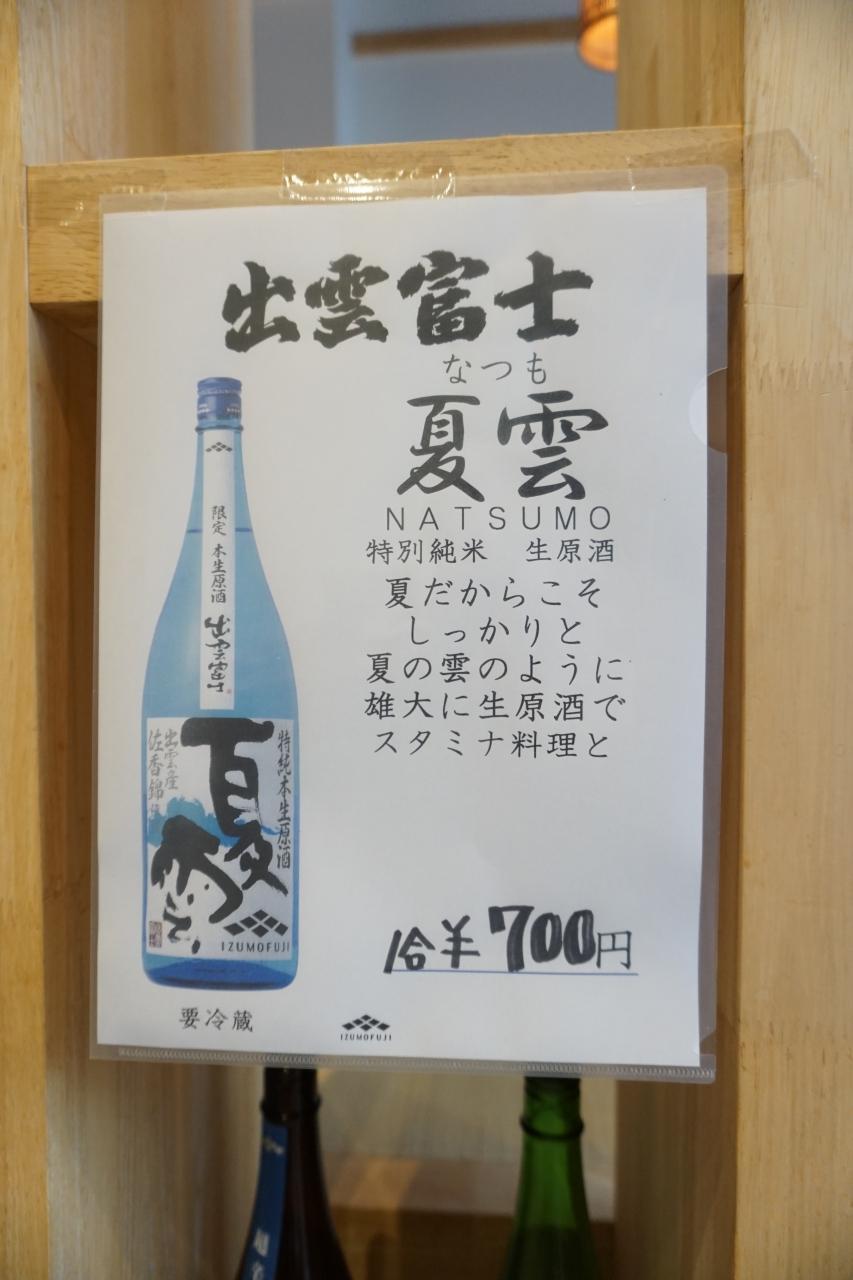 出雲富士
なつも
夏雲
NATSUMO
特別純米 生原酒
夏だからこそ
しっかりと
夏の雲のように
雄大に生原酒で
スタミナ料理と
1合半 700円
限定 本生原酒
出雲富士
特純本生原酒
夏雲
出雲産
佐香錦
IZUMOFUJI
要冷蔵
IZUMOFUJI